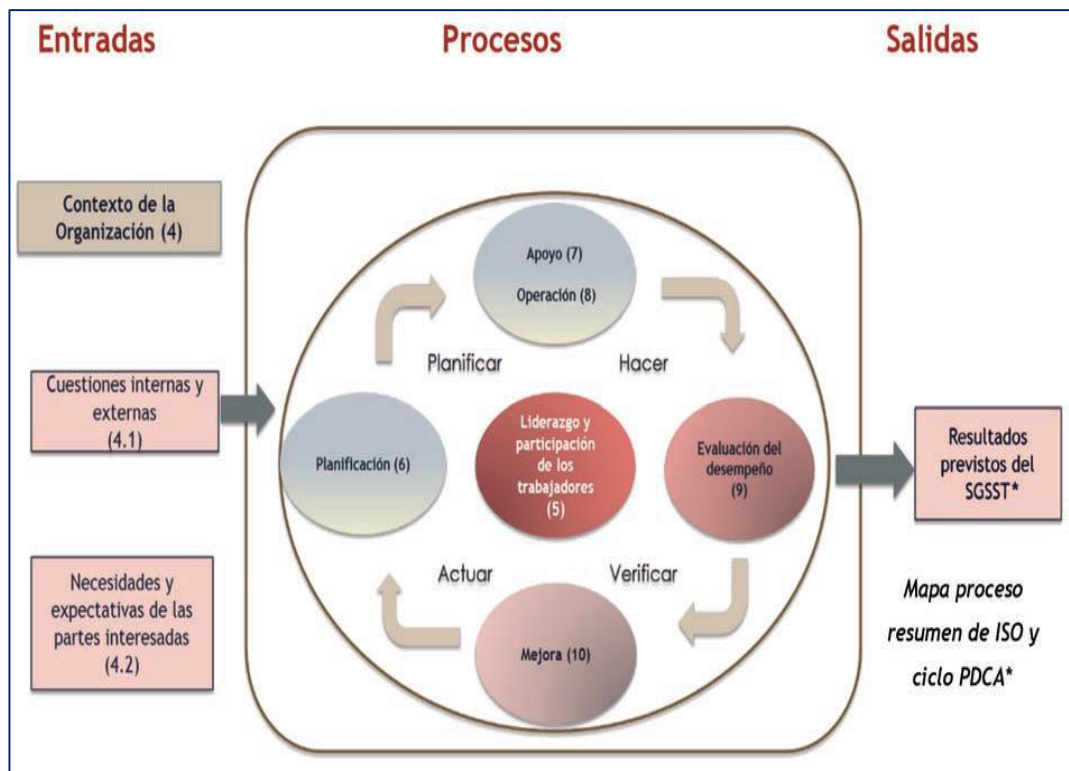 Entradas
Procesos
Salidas
Contexto de la
Organización (4)
Cuestiones internas y
externas
(4.1)
Necesidades y
expectativas de las
partes interesadas
(4.2)
Apoyo (7)
Operación (8)
Planificar
Hacer
Planificación (6)
Liderazgo y
participación
de los
trabajadores
(5)
Evaluación del
desempeño
(9)
Actuar
Verificar
Mejora (10)
Resultados
previstos del
SGSST*
Mapa proceso
resumen de ISO y
ciclo PDCA*